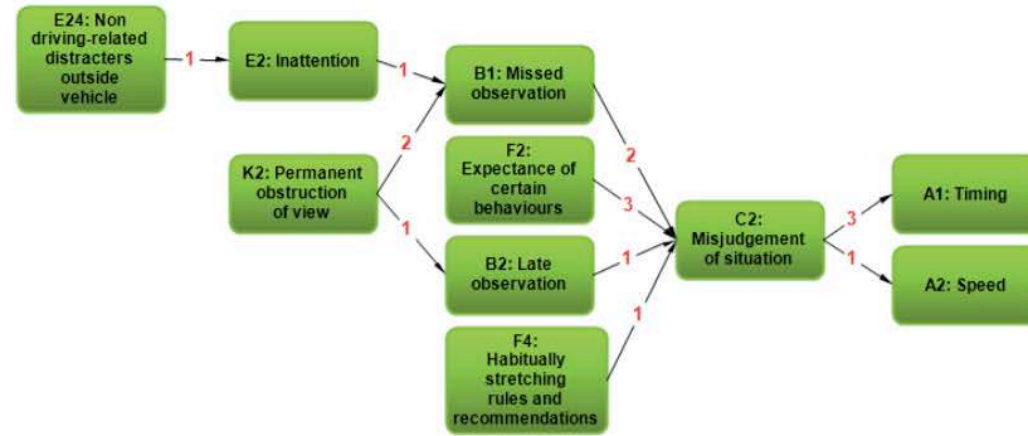 E24: Non
driving-related
distracters
outside
vehicle
1
E2: Inattention
1
B1: Missed
observation
2
K2: Permanent
obstruction
of view
2
1
F2:
Expectance of
certain
behaviours
3
B2: Late
observation
1
F4:
Habitually
stretching
rules and
recommendations
1
C2:
Misjudgement
of situation
3
1
A1: Timing
A2: Speed